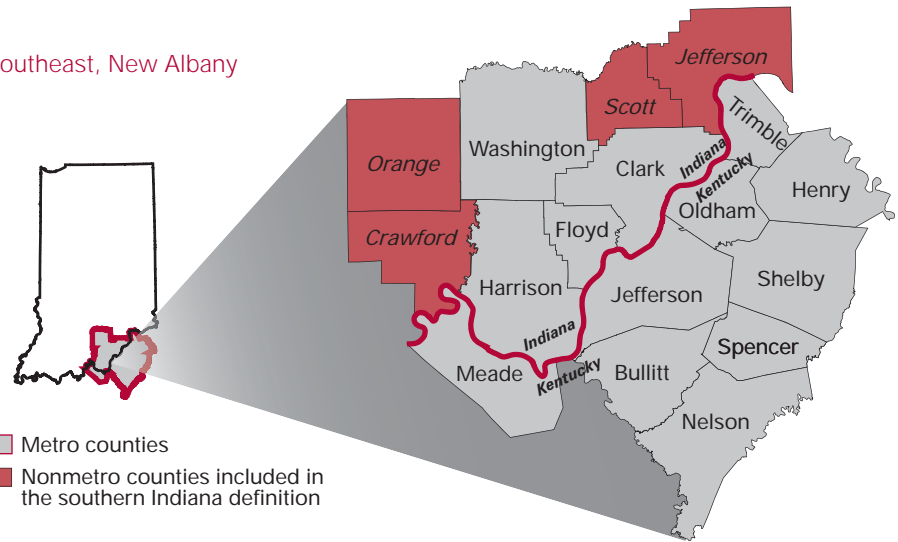 outheast, New Albany
Jefferson
Scott
Trimble
Washington
Orange
Clark
Indiana
Kentucky
Henry
Oldham
Floyd
Crawford
Shelby
Harrison
Jefferson
Indiana
Kentucky
Spencer
Meade
Bullitt
Nelson
Metro counties
Nonmetro counties included in
the southern Indiana definition